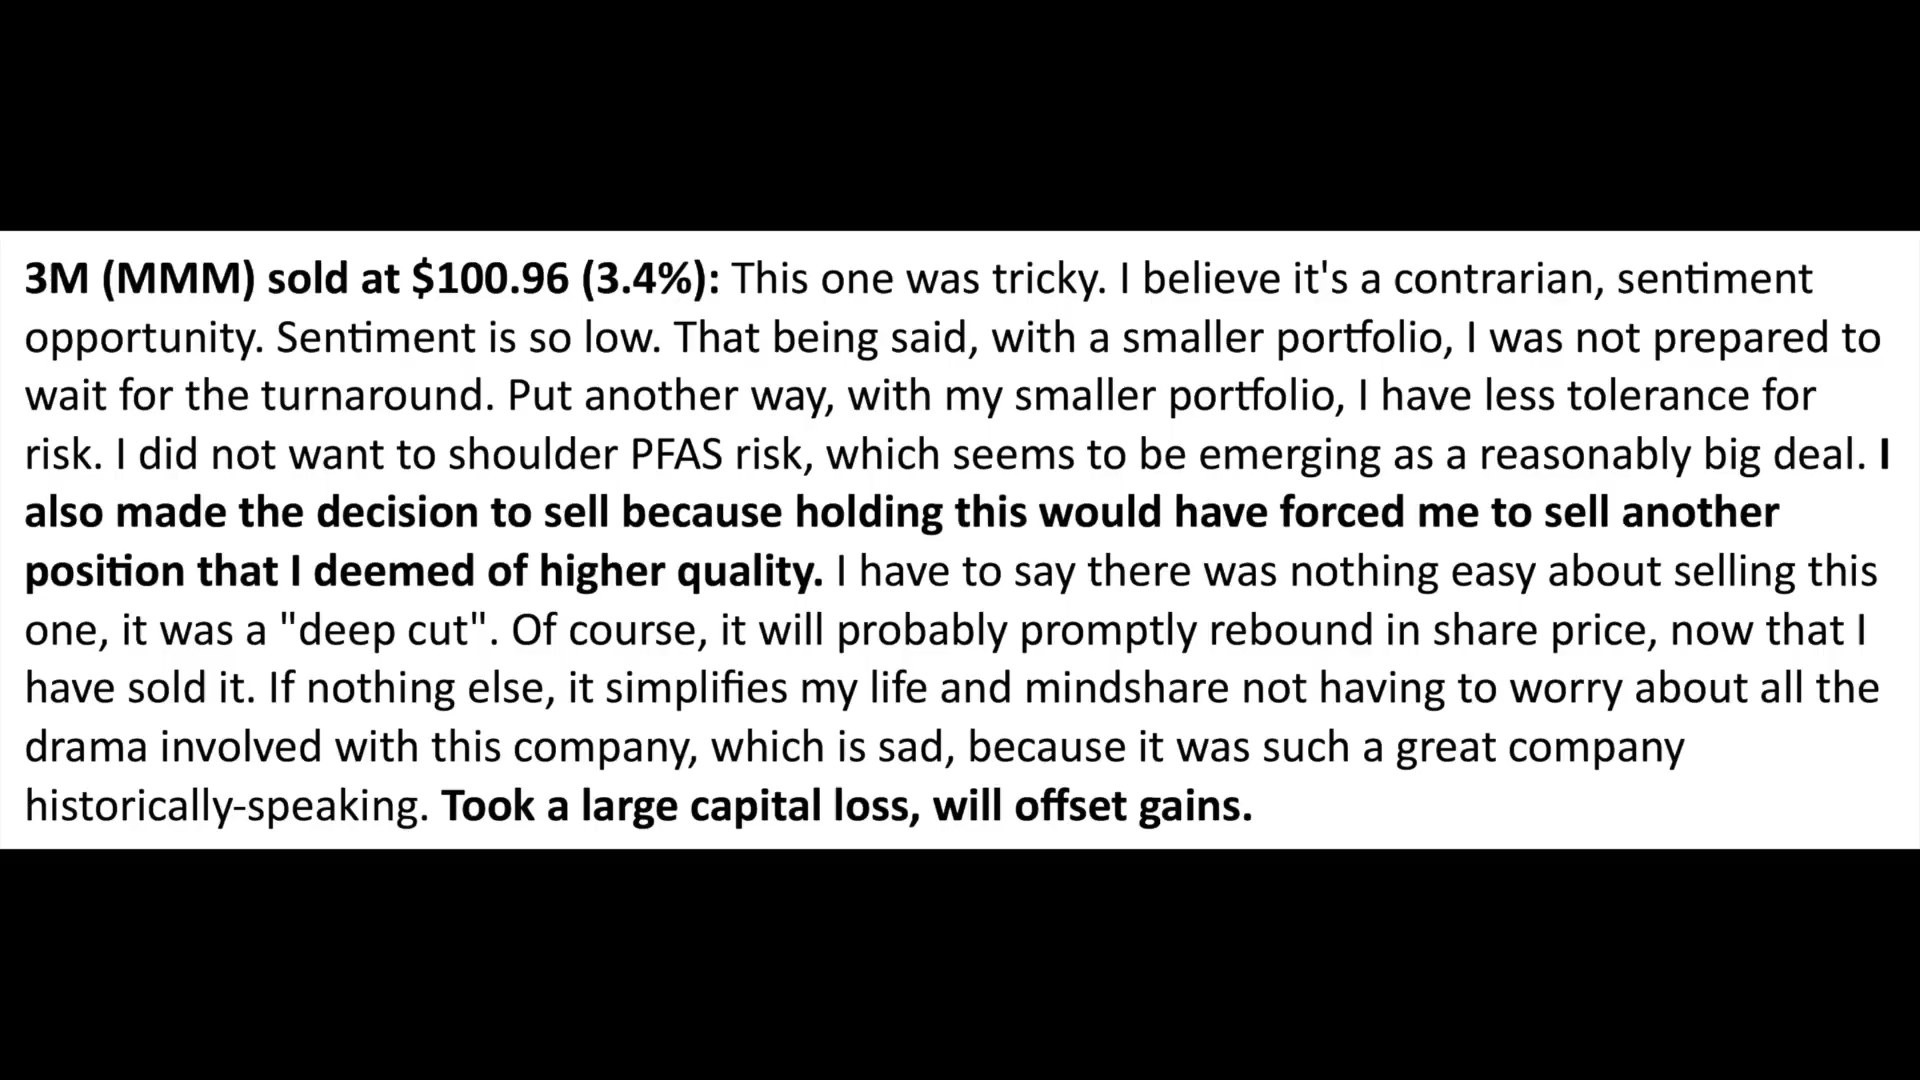 3M (MMM) sold at $100.96 (3.4%): This one was tricky. I believe it's a contrarian, sentiment
opportunity. Sentiment is so low. That being said, with a smaller portfolio, I was not prepared to
wait for the turnaround. Put another way, with my smaller portfolio, I have less tolerance for
risk. I did not want to shoulder PFAS risk, which seems to be emerging as a reasonably big deal. I
also made the decision to sell because holding this would have forced me to sell another
position that I deemed of higher quality. I have to say there was nothing easy about selling this
one, it was a "deep cut". Of course, it will probably promptly rebound in share price, now that I
have sold it. If nothing else, it simplifies my life and mindshare not having to worry about all the
drama involved with this company, which is sad, because it was such a great company
historically-speaking. Took a large capital loss, will offset gains.